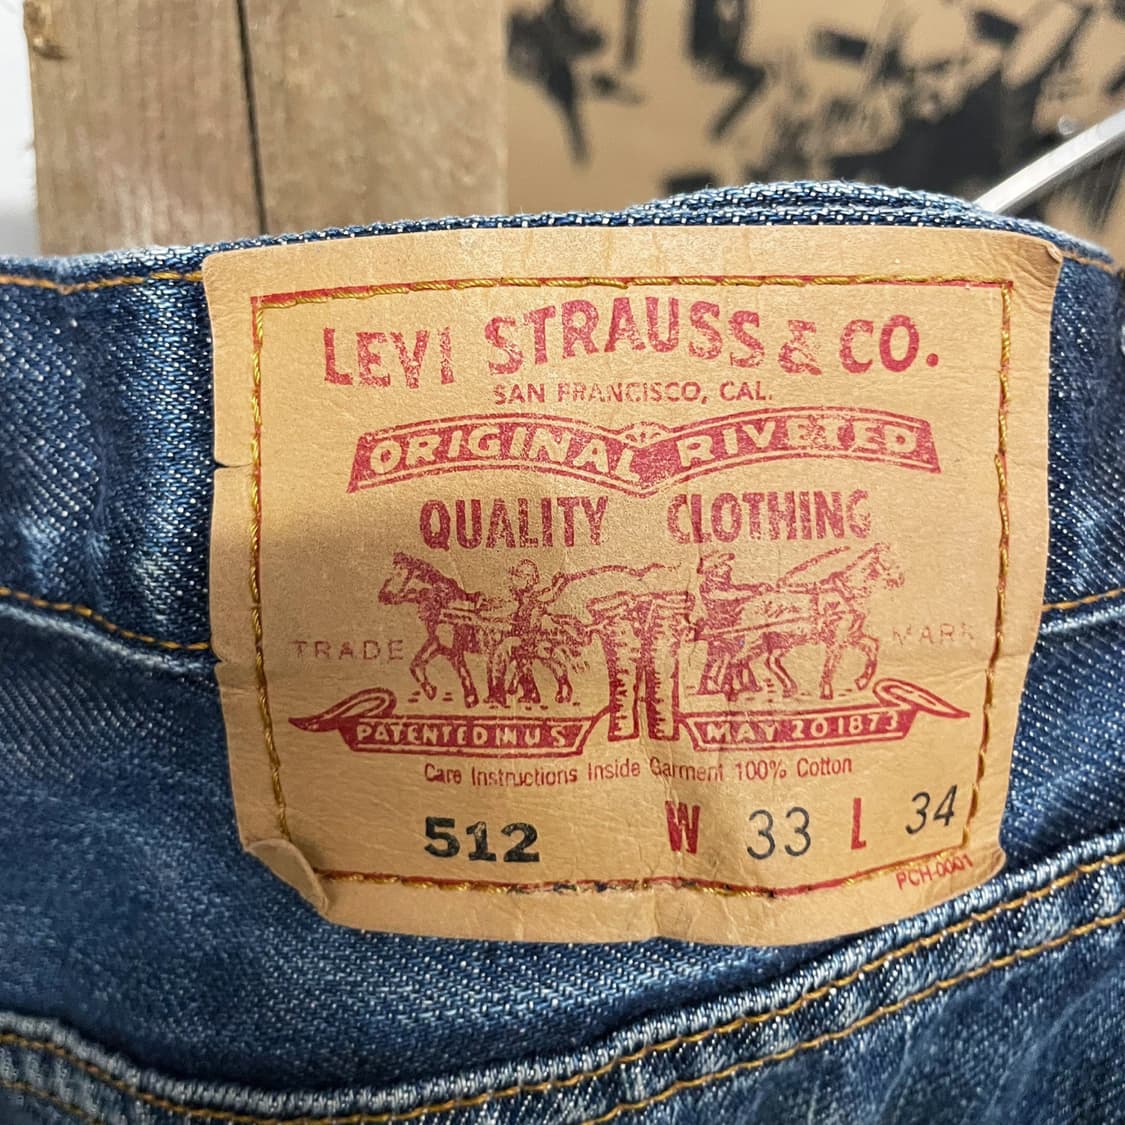 LEVI STRAUSS & CO.
SAN FRANCISCO, CAL.
ORIGINAL RIVETED
QUALITY CLOTHING
TRADE MARK
PATENTED IN U S MAY 20 1873
Care Instructions Inside Garment 100% Cotton
512 W 33 L 34
PCH-0001